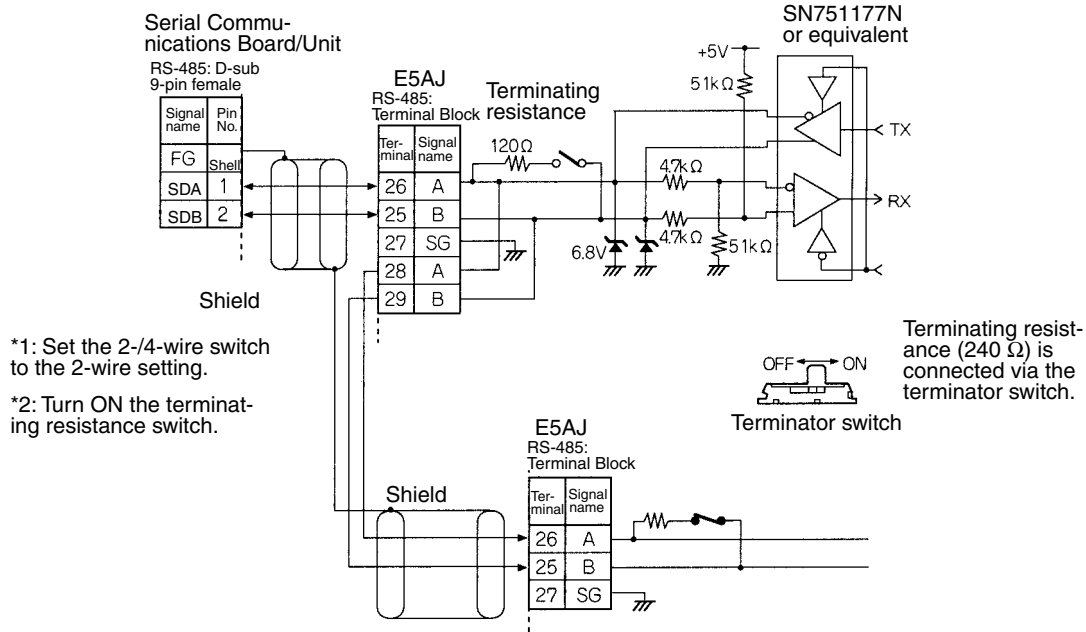 Serial Commu-
nications Board/Unit
RS-485: D-sub
9-pin female
Signal name Pin No.
FG Shell
SDA 1
SDB 2
Shield
E5AJ
RS-485:
Terminal Block
Ter-
minal Signal
name
26 A
25 B
27 SG
28 A
29 B
Terminating
resistance
120Ω
SN751177N
or equivalent
+5V
51kΩ
TX
4.7kΩ
RX
4.7kΩ
6.8V
51kΩ
*1: Set the 2-/4-wire switch
to the 2-wire setting.
*2: Turn ON the terminat-
ing resistance switch.
OFF ON
Terminator switch
Terminating resist-
ance (240 Ω) is
connected via the
terminator switch.
E5AJ
RS-485:
Terminal Block
Shield
Ter-
minal Signal
name
26 A
25 B
27 SG